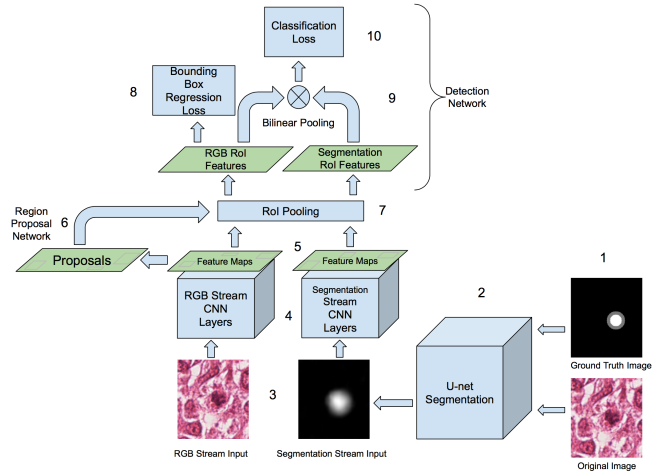 Classification
Loss
10
Bounding
Box
Regression
Loss
8
9
Detection
Network
Bilinear Pooling
RGB RoI
Features
Segmentation
RoI Features
Region
Proposal
Network
6
RoI Pooling
7
Proposals
Feature Maps
5
Feature Maps
1
RGB Stream
CNN
Layers
4
Segmentation
Stream
CNN
Layers
2
U-net
Segmentation
Ground Truth Image
3
RGB Stream Input
Segmentation Stream Input
Original Image